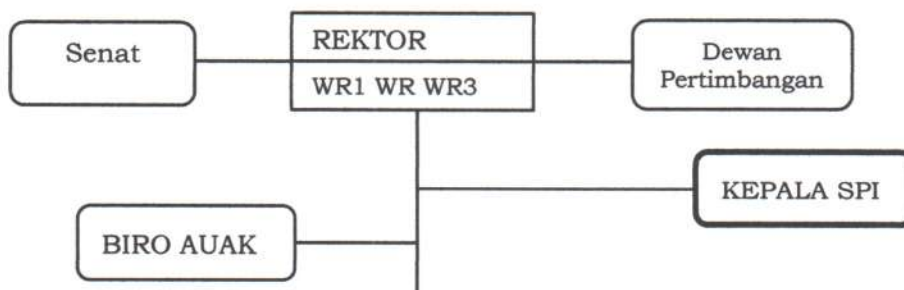 Senat
REKTOR
WR1 WR WR3
Dewan
Pertimbangan
KEPALA SPI
BIRO AUAK